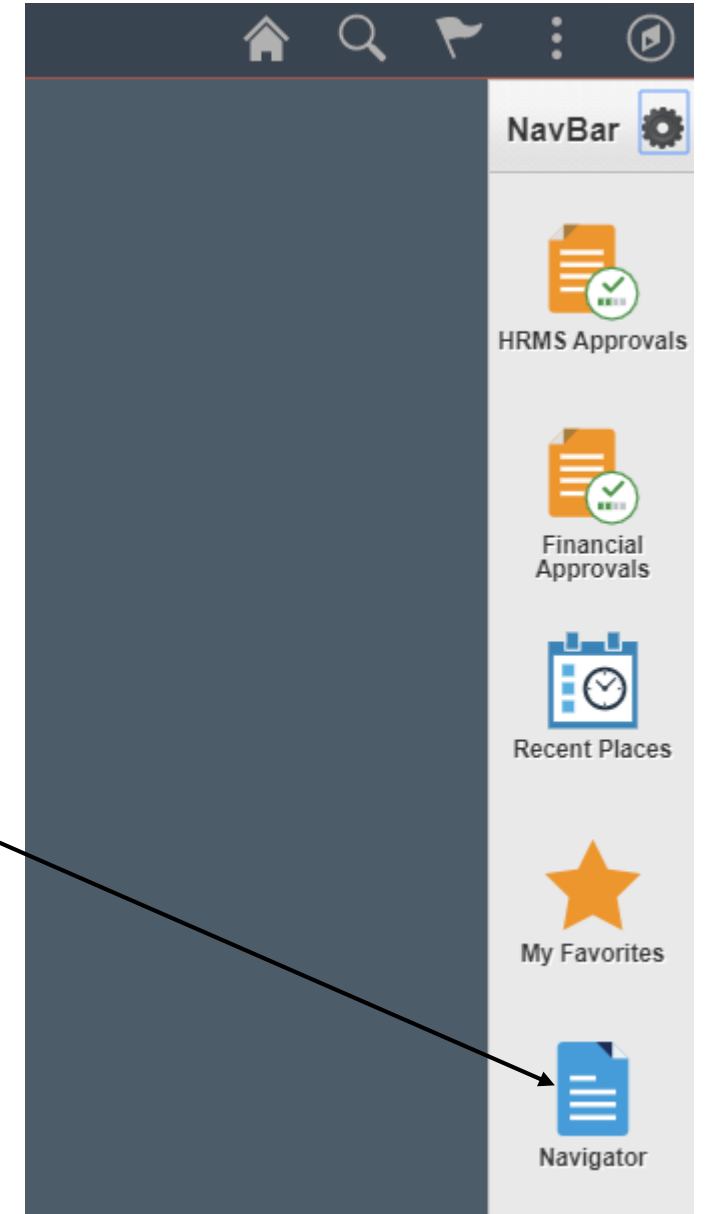 NavBar
HRMS Approvals
Financial
Approvals
Recent Places
My Favorites
Navigator